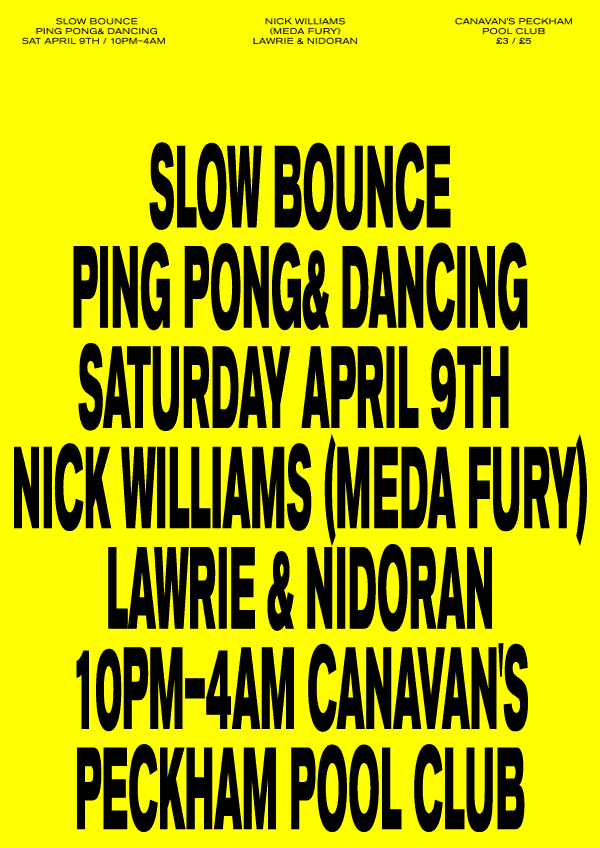 SLOW BOUNCE
PING PONG& DANCING
SAT APRIL 9TH / 10PM–4AM
NICK WILLIAMS
(MEDA FURY)
LAWRIE & NIDORAN
CANAVAN'S PECKHAM
POOL CLUB
£3 / £5
SLOW BOUNCE
PING PONG& DANCING
SATURDAY APRIL 9TH
NICK WILLIAMS (MEDA FURY)
LAWRIE & NIDORAN
10PM–4AM CANAVAN'S
PECKHAM POOL CLUB